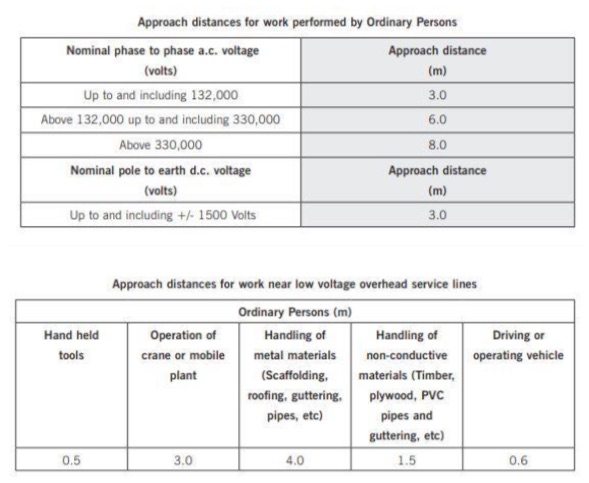 Approach distances for work performed by Ordinary Persons
Nominal phase to phase a.c. voltage
(volts)
Approach distance
(m)
Up to and including 132,000
3.0
Above 132,000 up to and including 330,000
6.0
Above 330,000
8.0
Nominal pole to earth d.c. voltage
(volts)
Approach distance
(m)
Up to and including +/- 1500 Volts
3.0
Approach distances for work near low voltage overhead service lines
Ordinary Persons (m)
Hand held
tools
Operation of
crane or mobile
plant
Handling of
metal materials
(Scaffolding,
roofing, guttering,
pipes, etc)
Handling of
non-conductive
materials (Timber,
plywood, PVC
pipes and
guttering, etc)
Driving or
operating vehicle
0.5
3.0
4.0
1.5
0.6